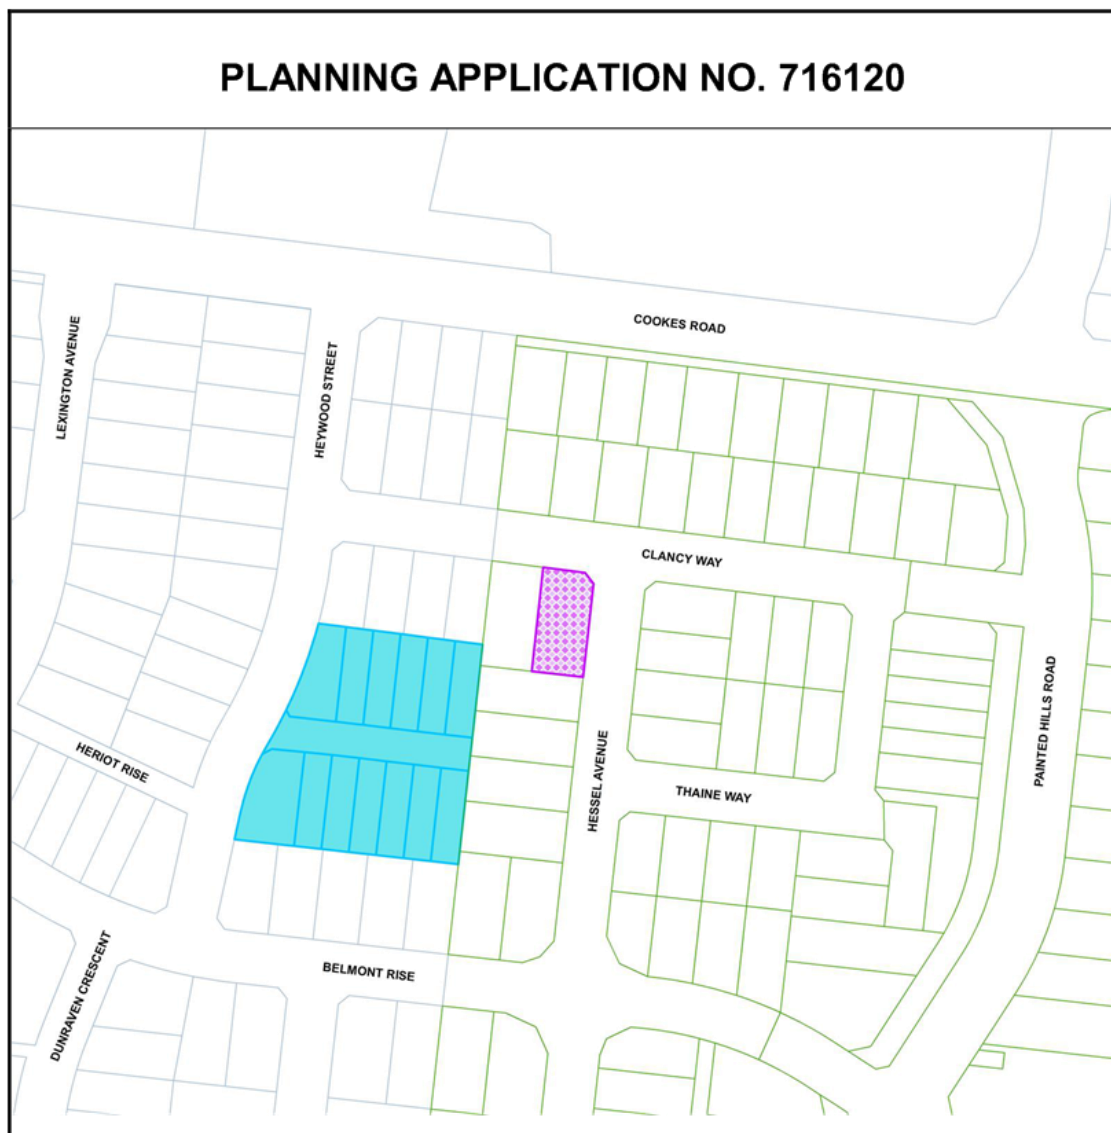 PLANNING APPLICATION NO. 716120
COOKES ROAD
LEXINGTON AVENUE
HEYWOOD STREET
CLANCY WAY
PAINTED HILLS ROAD
HERIOT RISE
HESSEL AVENUE
THAINE WAY
DUNRAVEN CRESCENT
BELMONT RISE